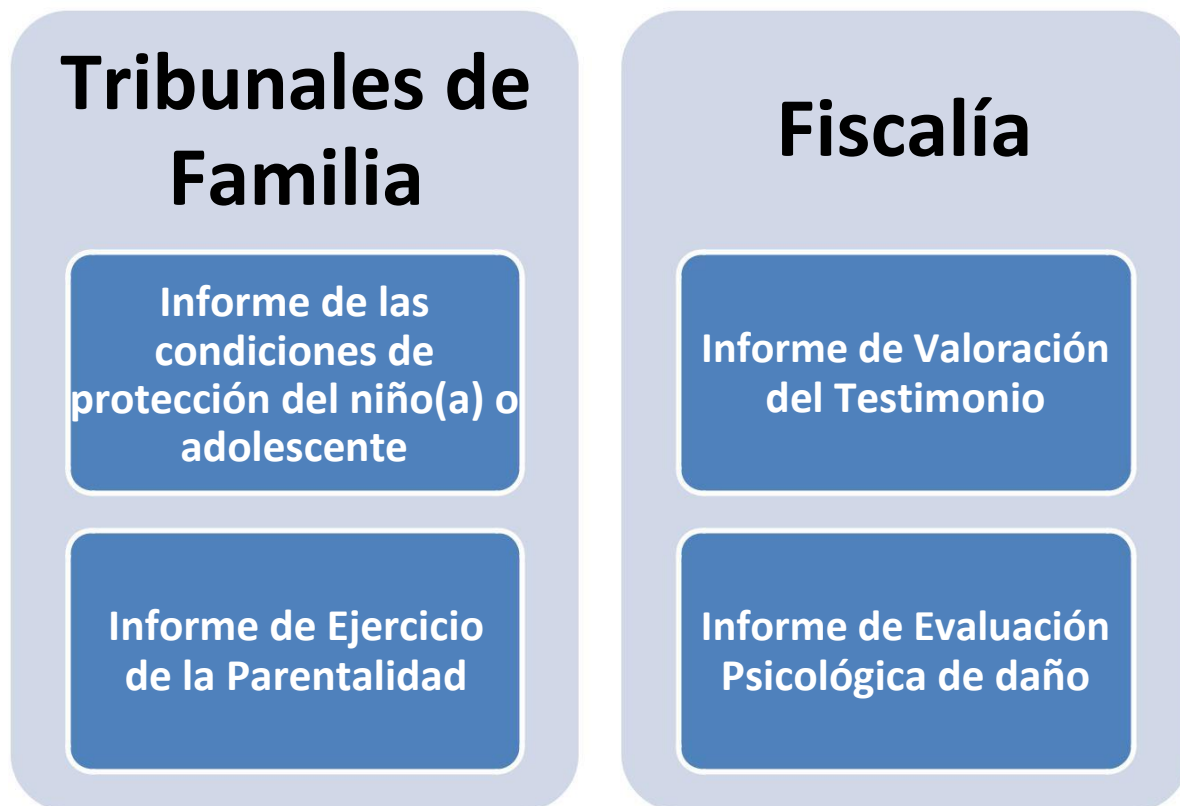 Tribunales de
Familia
Informe de las
condiciones de
protección del niño(a) o
adolescente
Informe de Ejercicio
de la Parentalidad
Fiscalía
Informe de Valoración
del Testimonio
Informe de Evaluación
Psicológica de daño